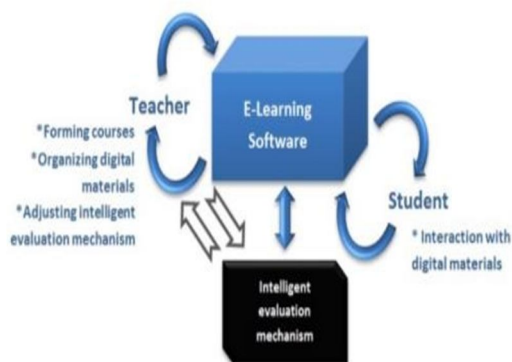 Teacher
*Forming courses
*Organizing digital
materials
*Adjusting intelligent
evaluation mechanism
E-Learning
Software
Student
* Interaction with
digital materials
Intelligent
evaluation
mechanism